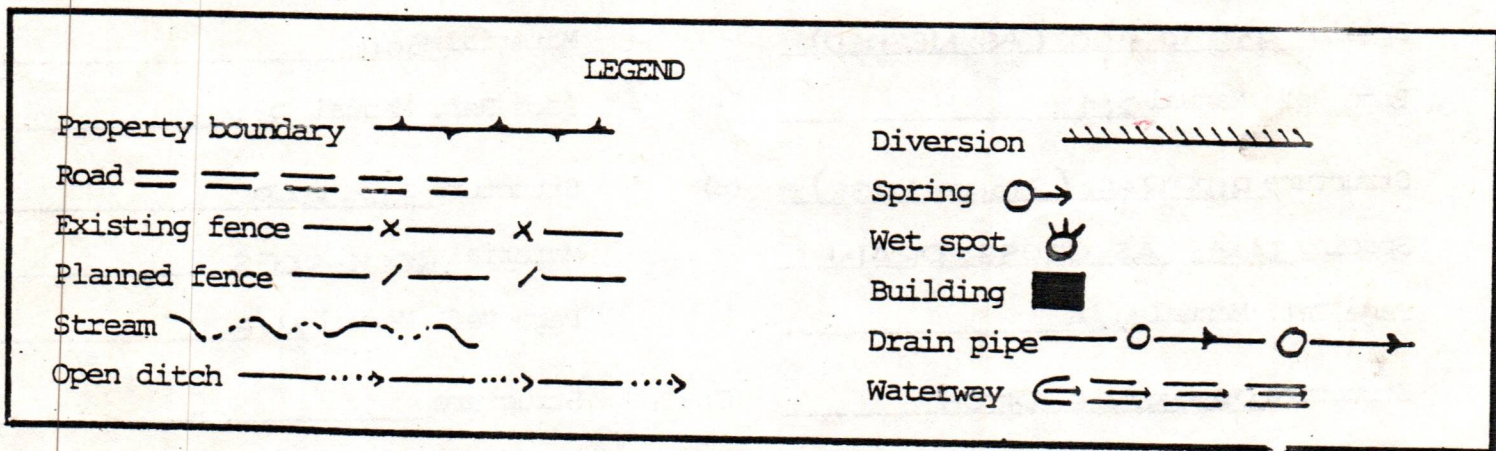 LEGEND
Property boundary
Road
Existing fence
Planned fence
Stream
Open ditch
Diversion
Spring
Wet spot
Building
Drain pipe
Waterway